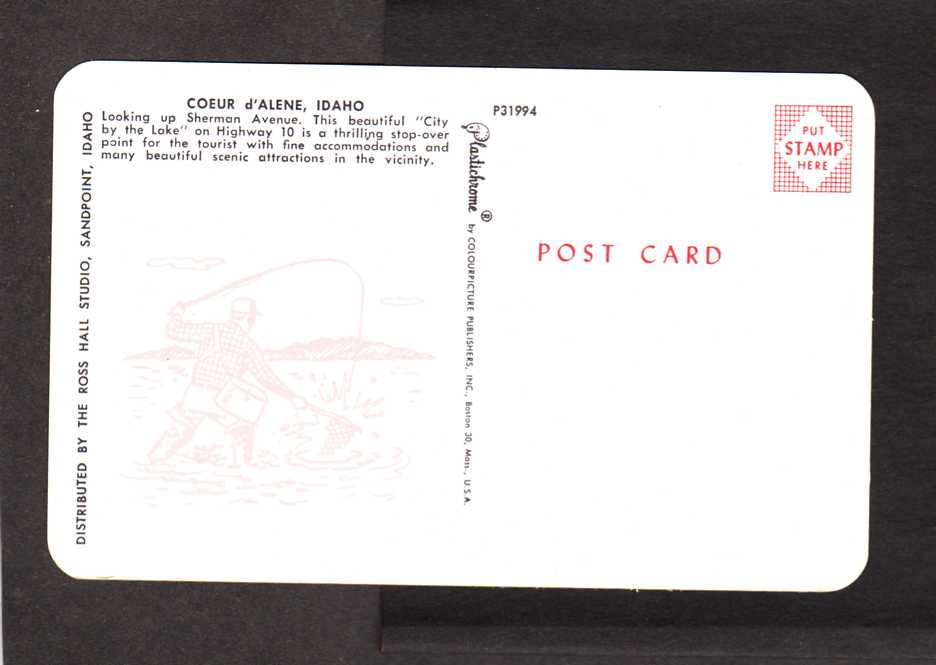 COEUR d'ALENE, IDAHO
Looking up Sherman Avenue. This beautiful "City
by the Lake" on Highway 10 is a thrilling stop-over
point for the tourist with fine accommodations and
many beautiful scenic attractions in the vicinity.
DISTRIBUTED BY THE ROSS HALL STUDIO, SANDPOINT, IDAHO
P31994
Plastichrome ® by COLOURPICTURE PUBLISHERS, INC., Boston 30, Mass., U.S.A.
PUT
STAMP
HERE
POST CARD